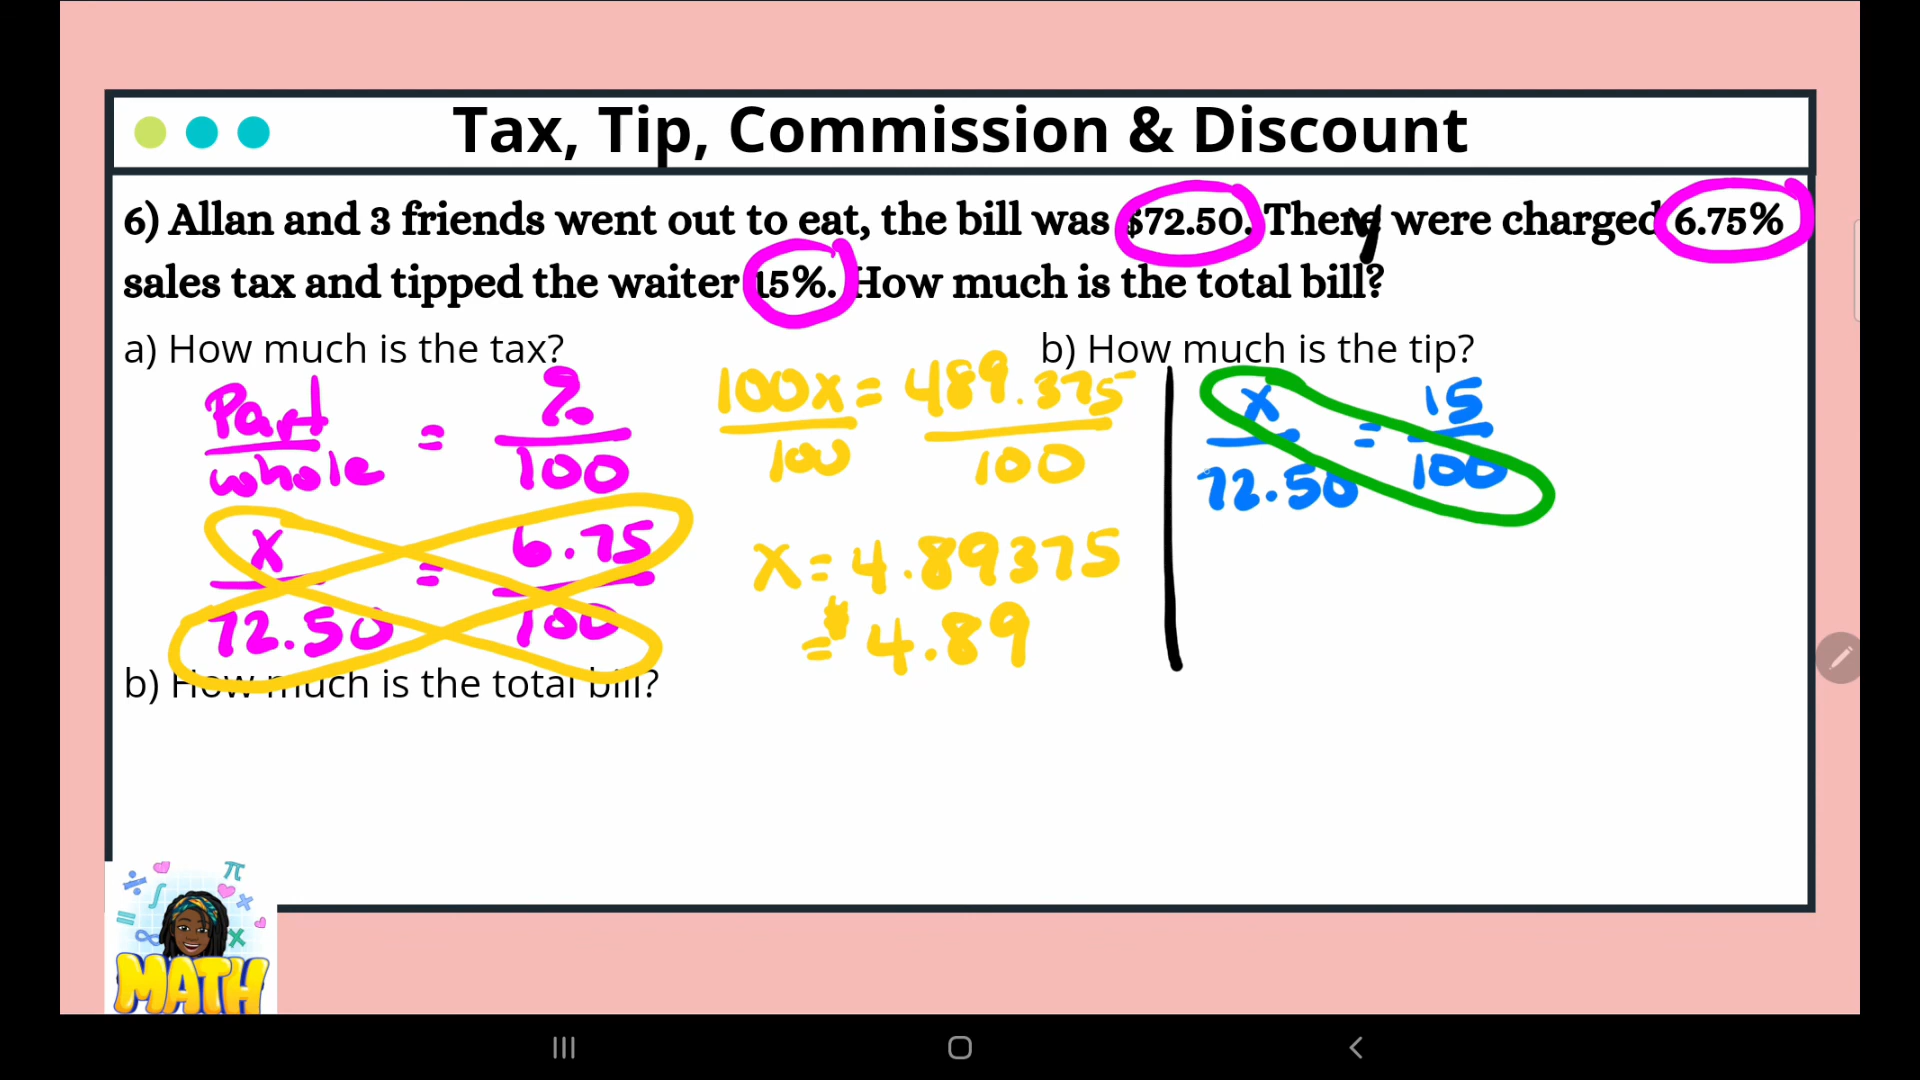 Tax, Tip, Commission & Discount
6) Allan and 3 friends went out to eat, the bill was $72.50. They were charged 6.75%
sales tax and tipped the waiter 15%. How much is the total bill?
a) How much is the tax?
Part/whole = %/100
x/72.50 = 6.75/100
100x/100 = 489.375/100
x = 4.89375
= $4.89
b) How much is the tip?
x/72.50 = 15/100
b) How much is the total bill?
MATH